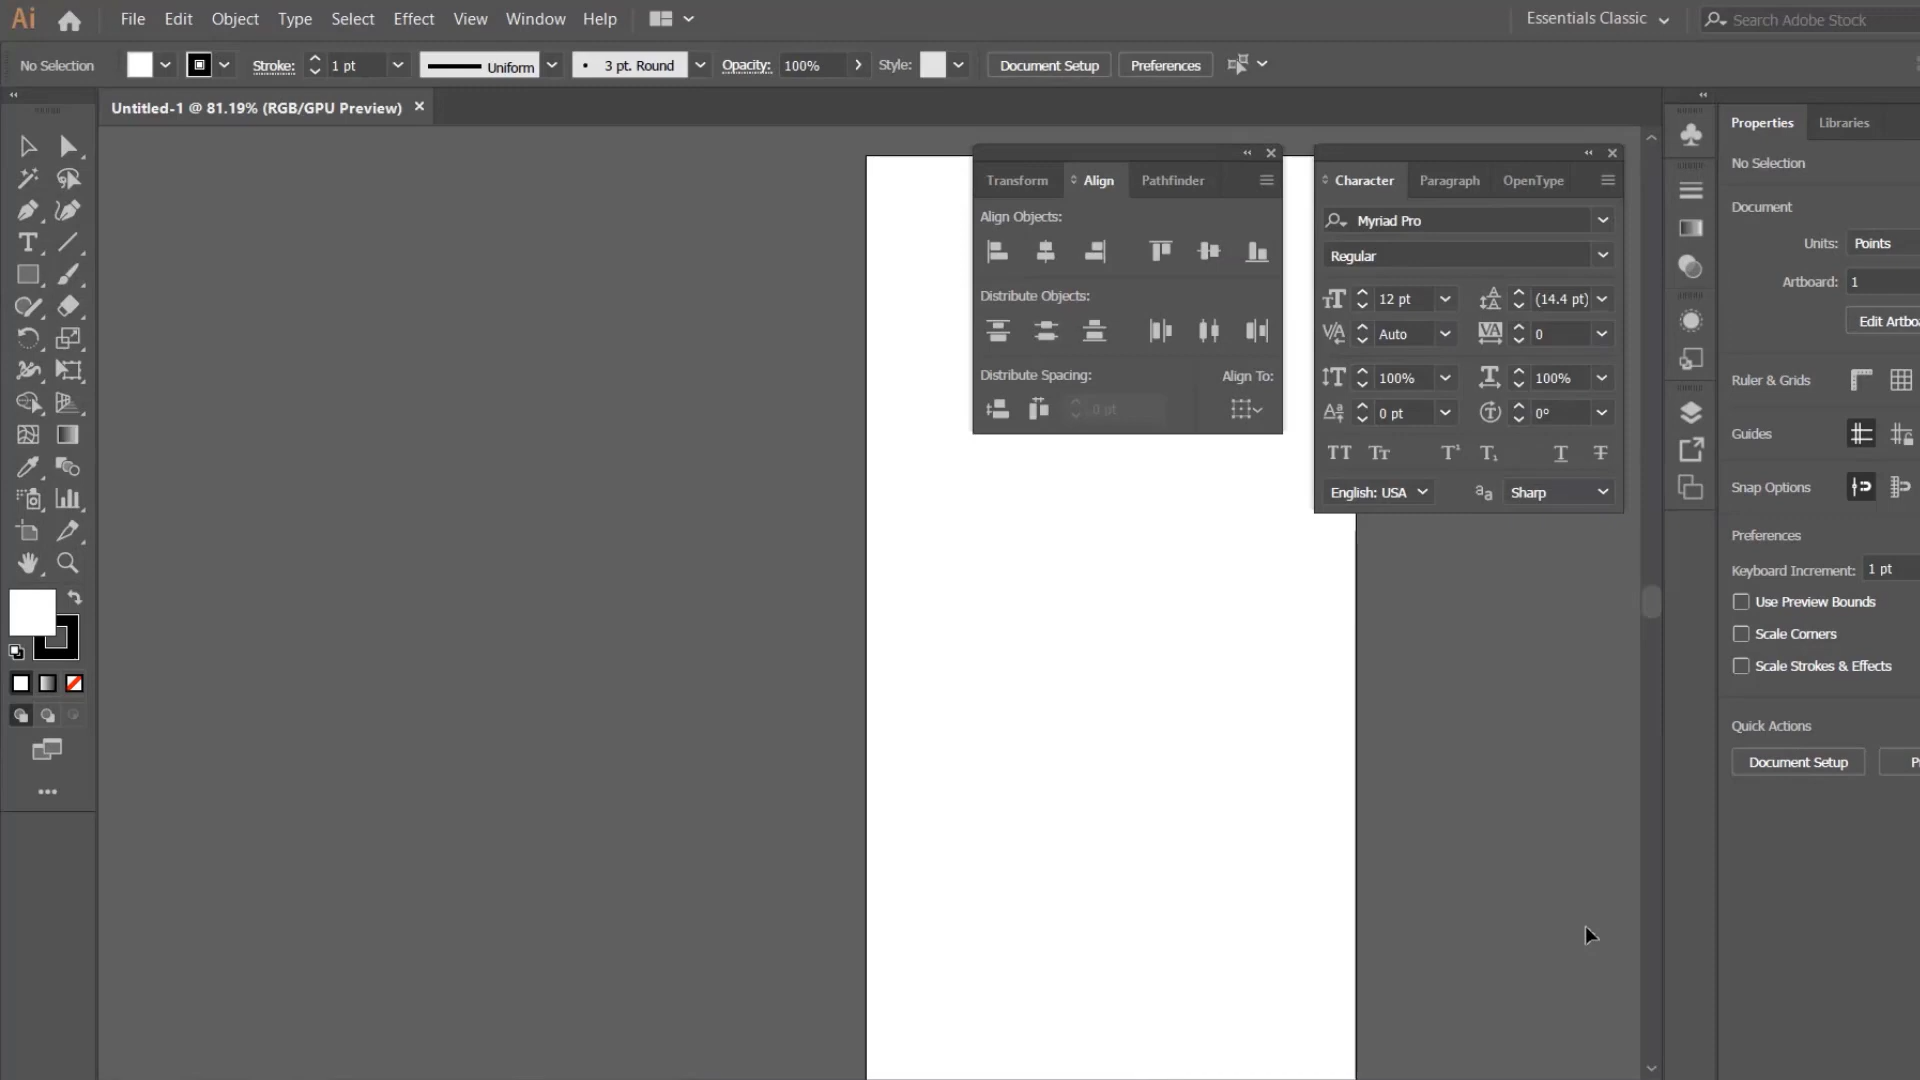 Ai File Edit Object Type Select Effect View Window Help Essentials Classic Search Adobe Stock
No Selection Stroke: 1 pt Uniform 3 pt. Round Opacity: 100% Style: Document Setup Preferences
Untitled-1 @ 81.19% (RGB/GPU Preview)
Transform Align Pathfinder
Align Objects:
Distribute Objects:
Distribute Spacing: Align To:
0 pt
Character Paragraph OpenType
Myriad Pro
Regular
12 pt (14.4 pt)
Auto 0
100% 100%
0 pt 0°
English: USA Sharp
Properties Libraries
No Selection
Document
Units: Points
Artboard: 1
Edit Artboa
Ruler & Grids
Guides
Snap Options
Preferences
Keyboard Increment: 1 pt
Use Preview Bounds
Scale Corners
Scale Strokes & Effects
Quick Actions
Document Setup P